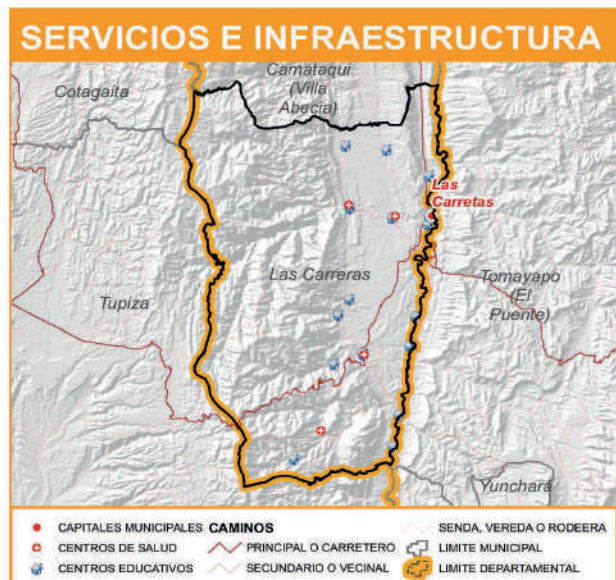 SERVICIOS E INFRAESTRUCTURA
Camataqui
(Villa
Abecia)
Cotagaita
Las
Carretas
Las Carreras
Tomayapo
(El
Puente)
Tupiza
Yunchará
CAPITALES MUNICIPALES
CENTROS DE SALUD
CENTROS EDUCATIVOS
CAMINOS
PRINCIPAL O CARRETERO
SECUNDARIO O VECINAL
SENDA, VEREDA O RODEERA
LIMITE MUNICIPAL
LIMITE DEPARTAMENTAL